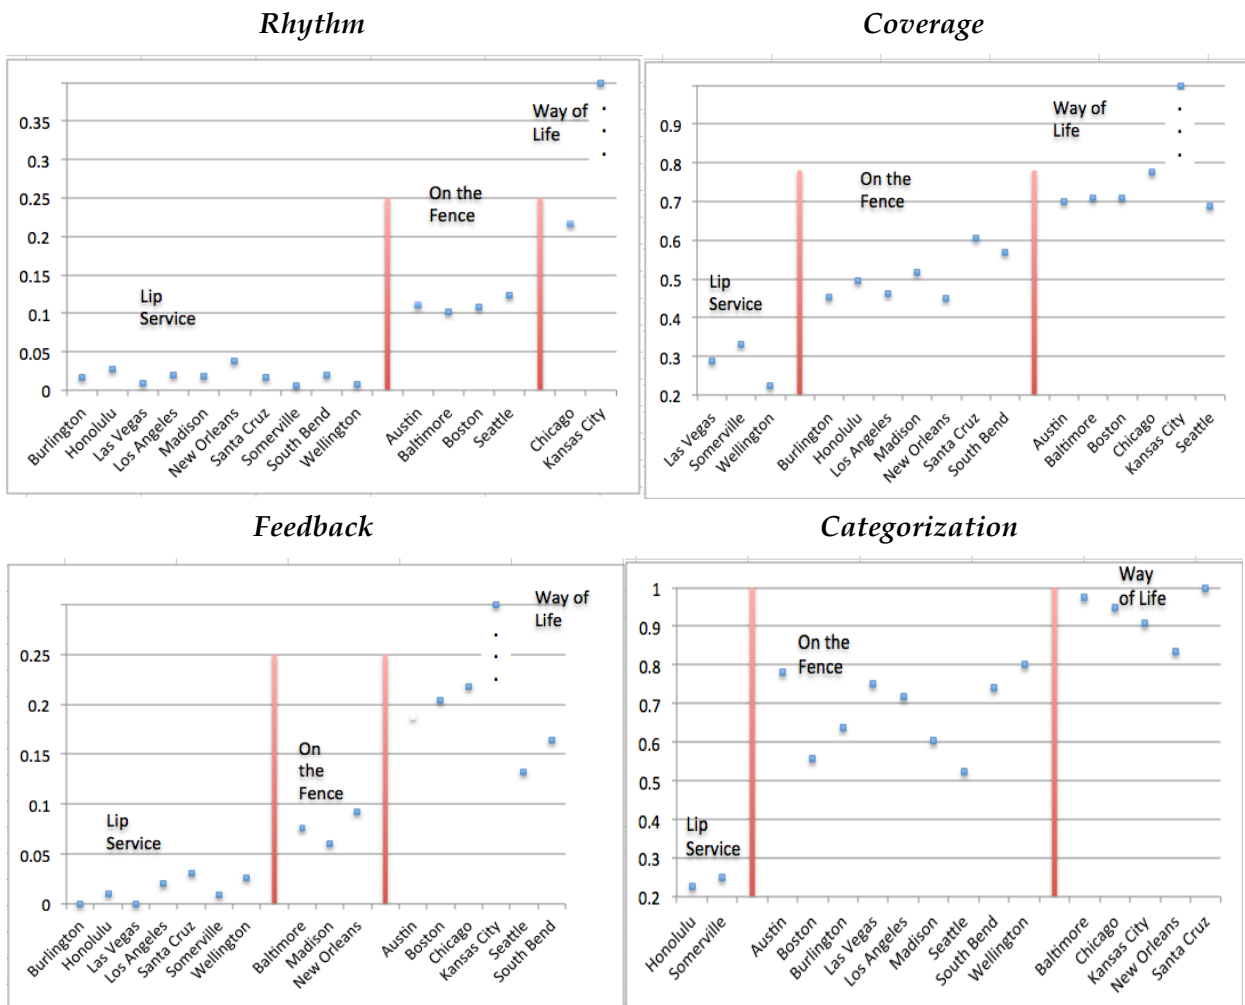 Rhythm
Way of
Life
On the
Fence
Lip
Service
0.35
0.3
0.25
0.2
0.15
0.1
0.05
0
Burlington
Honolulu
Las Vegas
Los Angeles
Madison
New Orleans
Santa Cruz
Somerville
South Bend
Wellington
Austin
Baltimore
Boston
Seattle
Chicago
Kansas City
Coverage
Way of
Life
On the
Fence
Lip
Service
0.9
0.8
0.7
0.6
0.5
0.4
0.3
0.2
Las Vegas
Somerville
Wellington
Burlington
Honolulu
Los Angeles
Madison
New Orleans
Santa Cruz
South Bend
Austin
Baltimore
Boston
Chicago
Kansas City
Seattle
Feedback
Way of
Life
On
the
Fence
Lip
Service
0.25
0.2
0.15
0.1
0.05
0
Burlington
Honolulu
Las Vegas
Los Angeles
Santa Cruz
Somerville
Wellington
Baltimore
Madison
New Orleans
Austin
Boston
Chicago
Kansas City
Seattle
South Bend
Categorization
Way
of Life
On the
Fence
Lip
Service
1
0.9
0.8
0.7
0.6
0.5
0.4
0.3
0.2
Honolulu
Somerville
Austin
Boston
Burlington
Las Vegas
Los Angeles
Madison
Seattle
South Bend
Wellington
Baltimore
Chicago
Kansas City
New Orleans
Santa Cruz